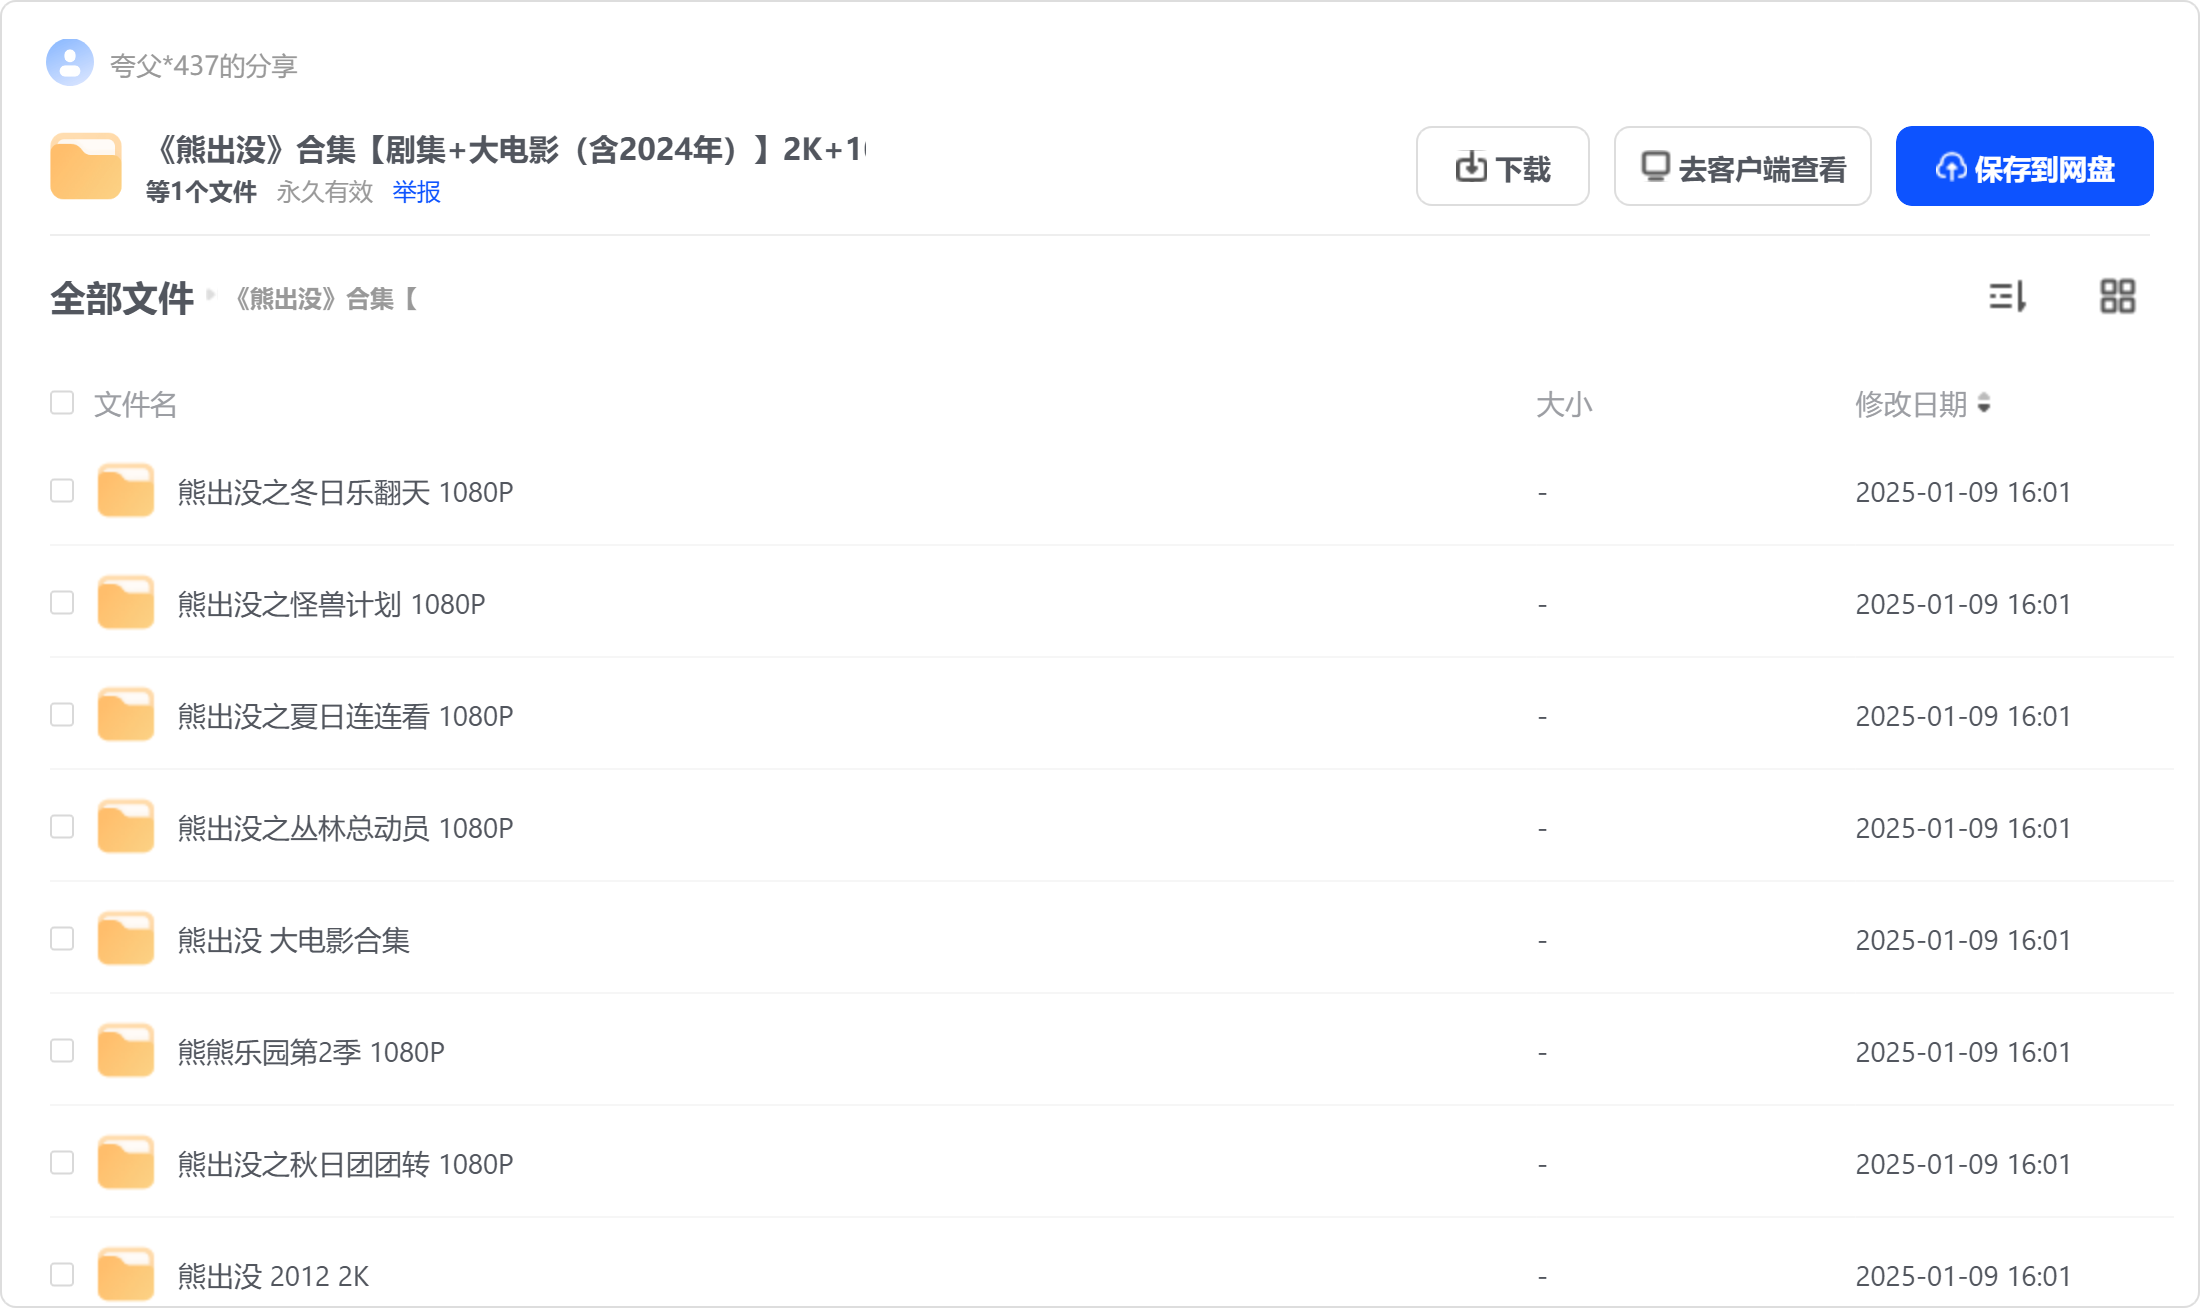 夸父*437的分享
《熊出没》合集【剧集+大电影（含2024年）】2K+1
等1个文件 永久有效 举报
下载 去客户端查看 保存到网盘
全部文件 《熊出没》合集【
文件名 大小 修改日期
熊出没之冬日乐翻天 1080P - 2025-01-09 16:01
熊出没之怪兽计划 1080P - 2025-01-09 16:01
熊出没之夏日连连看 1080P - 2025-01-09 16:01
熊出没之丛林总动员 1080P - 2025-01-09 16:01
熊出没 大电影合集 - 2025-01-09 16:01
熊熊乐园第2季 1080P - 2025-01-09 16:01
熊出没之秋日团团转 1080P - 2025-01-09 16:01
熊出没 2012 2K - 2025-01-09 16:01